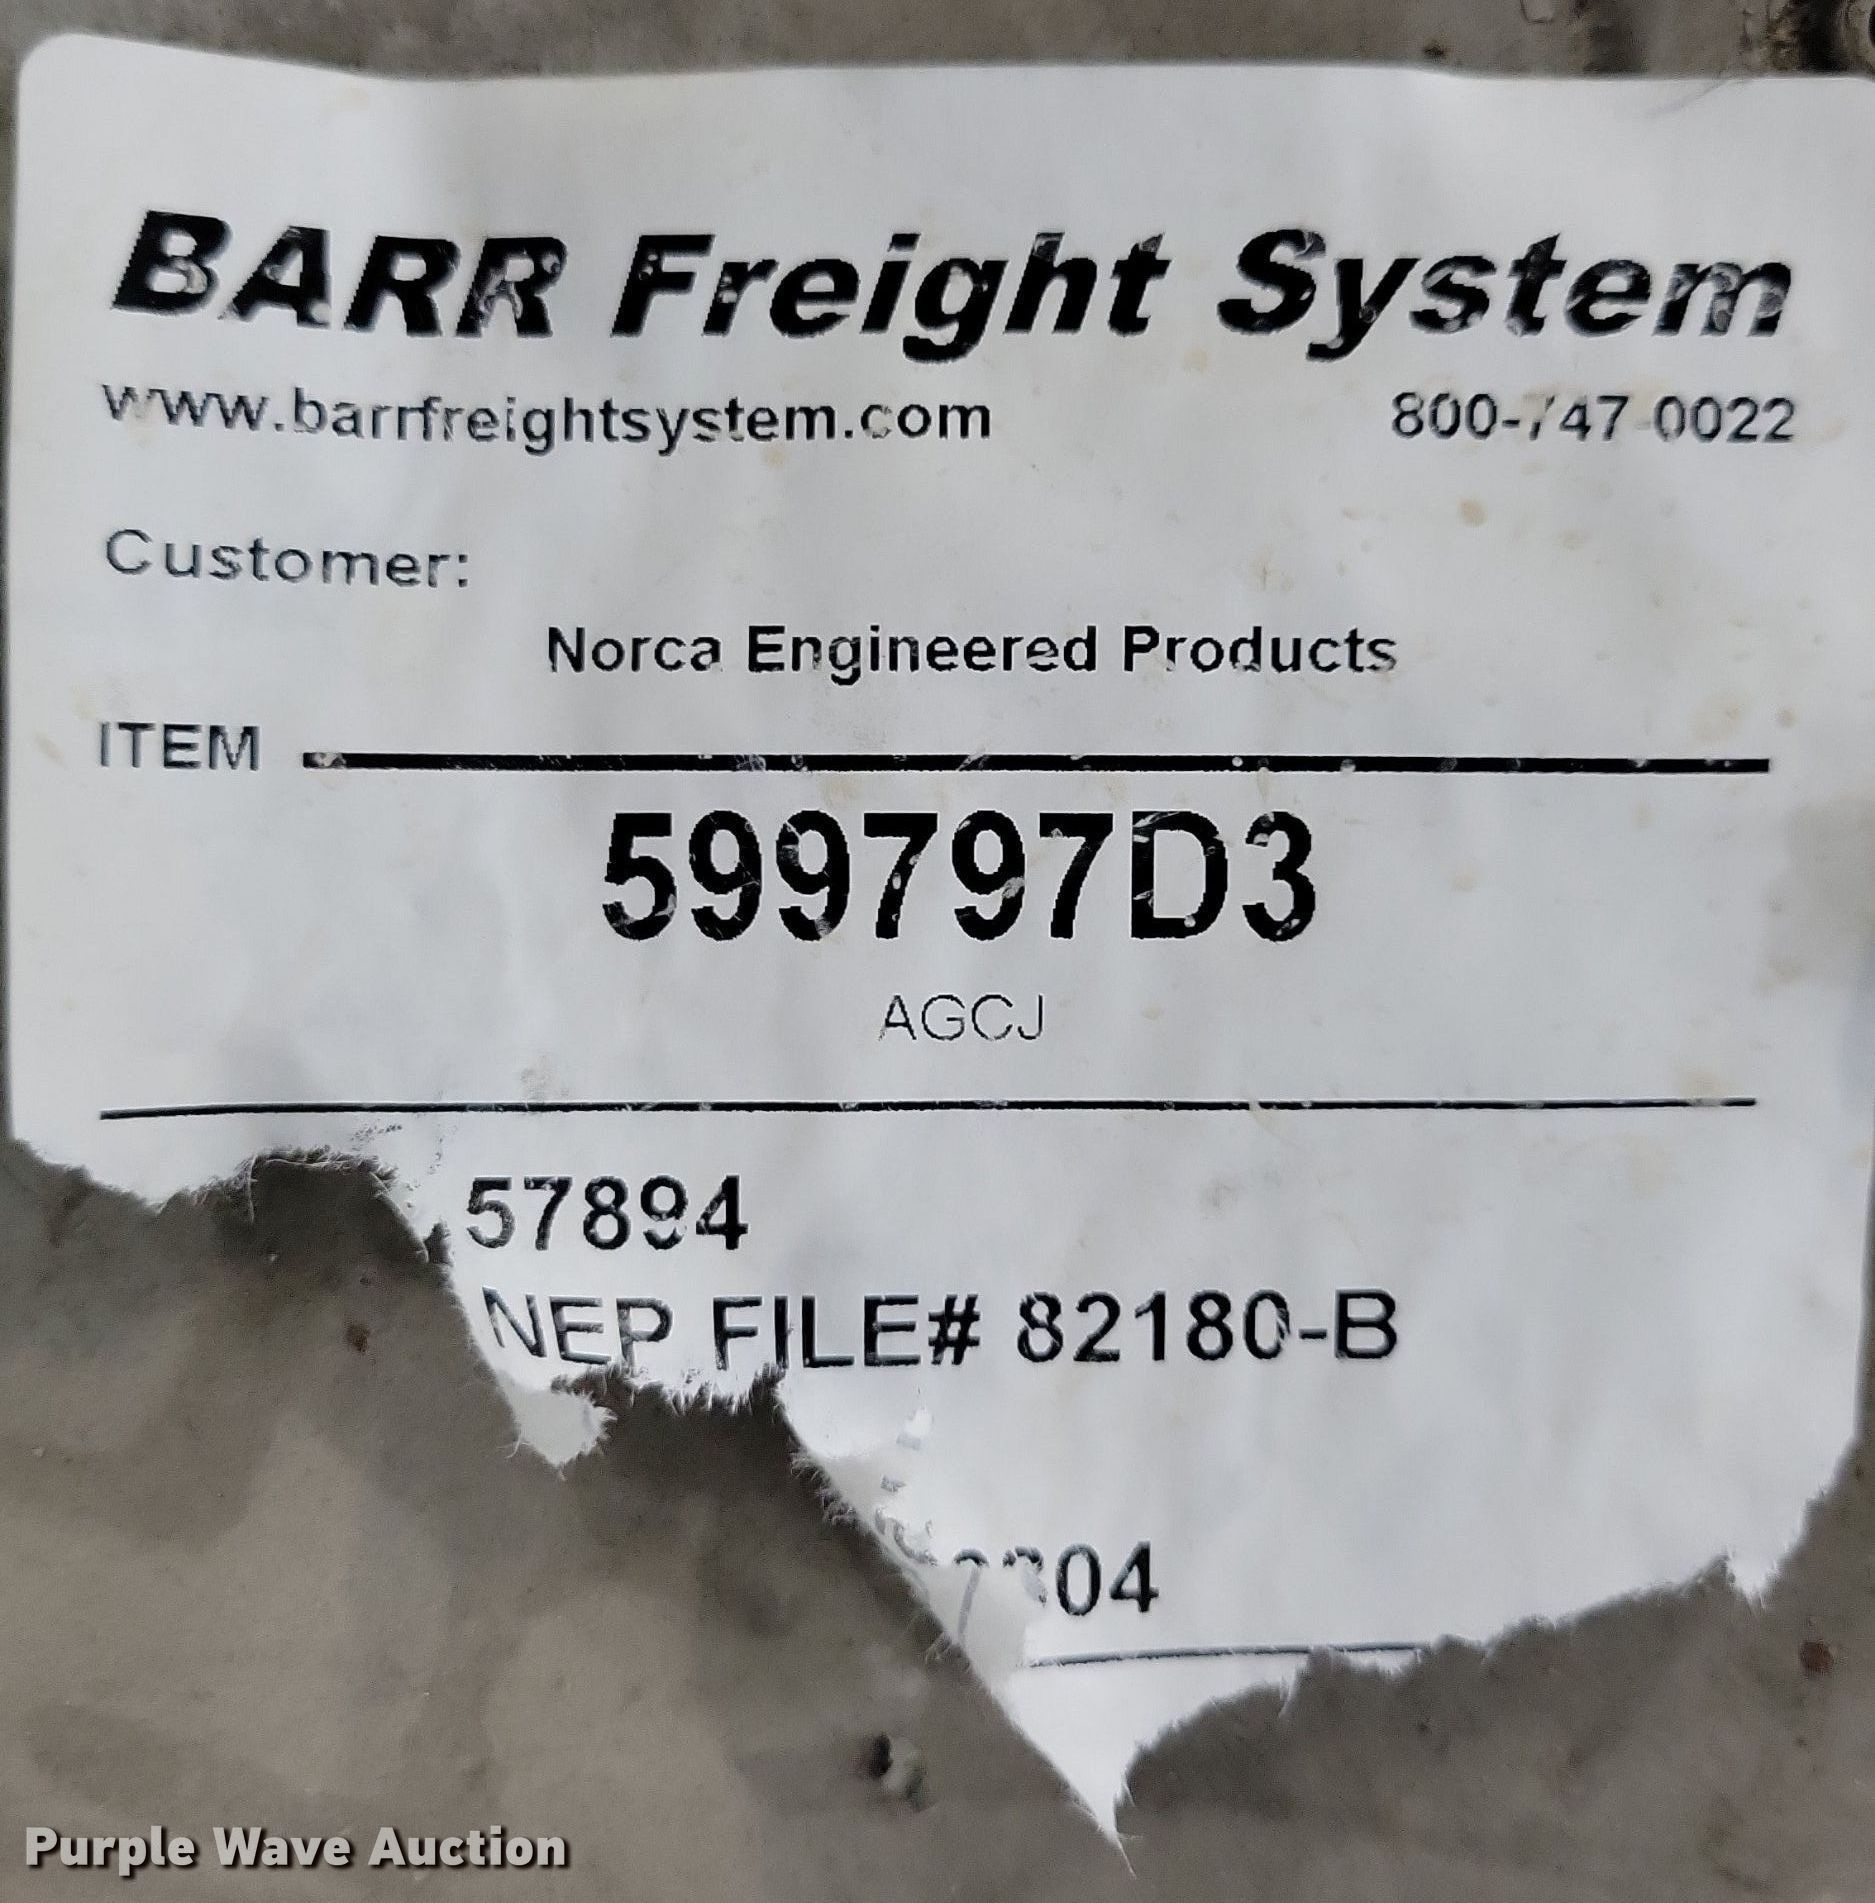 BARR Freight System
www.barrfreightsystem.com 800-747-0022
Customer:
Norca Engineered Products
ITEM
599797D3
AGCJ
57894
NEP FILE# 82180-B
Purple Wave Auction